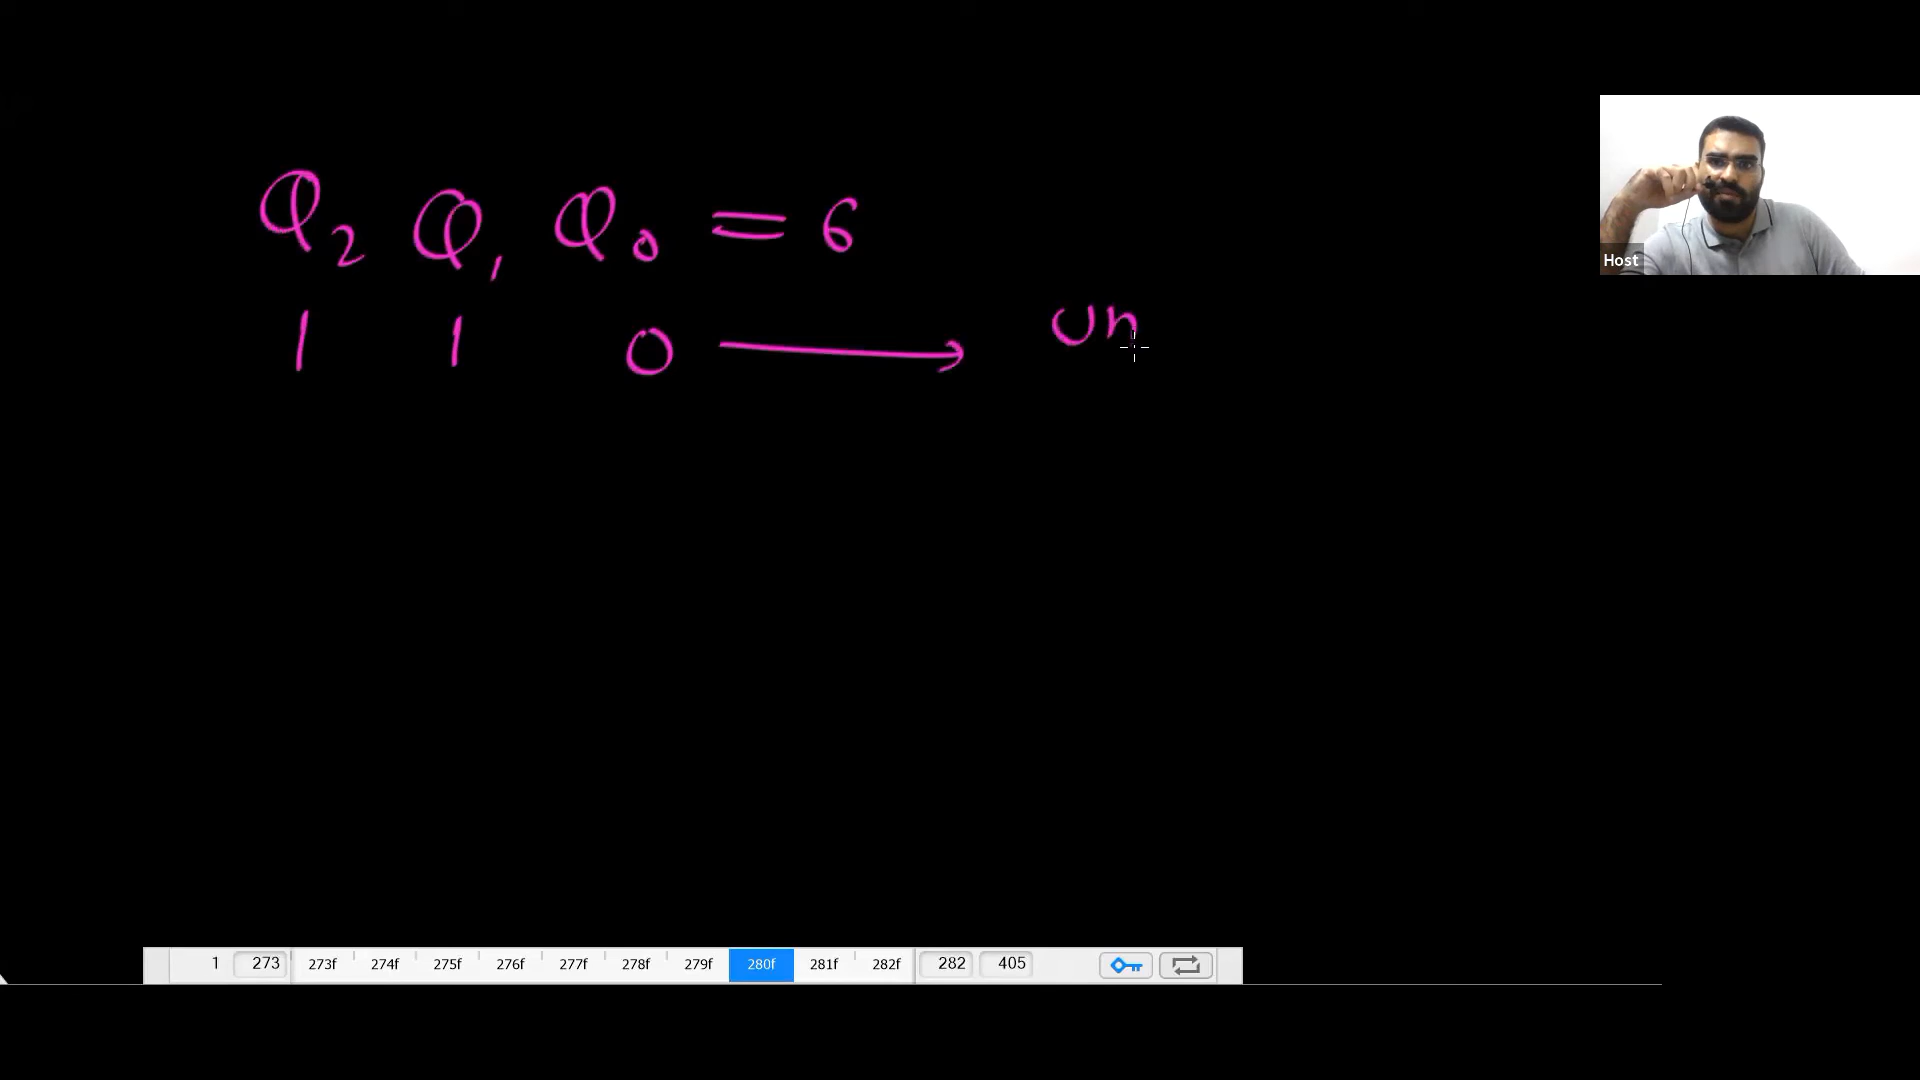 Q₂ Q₁ Q₀ = 6
1 1 0 → Un
Host
1 273 273f 274f 275f 276f 277f 278f 279f 280f 281f 282f 282 405